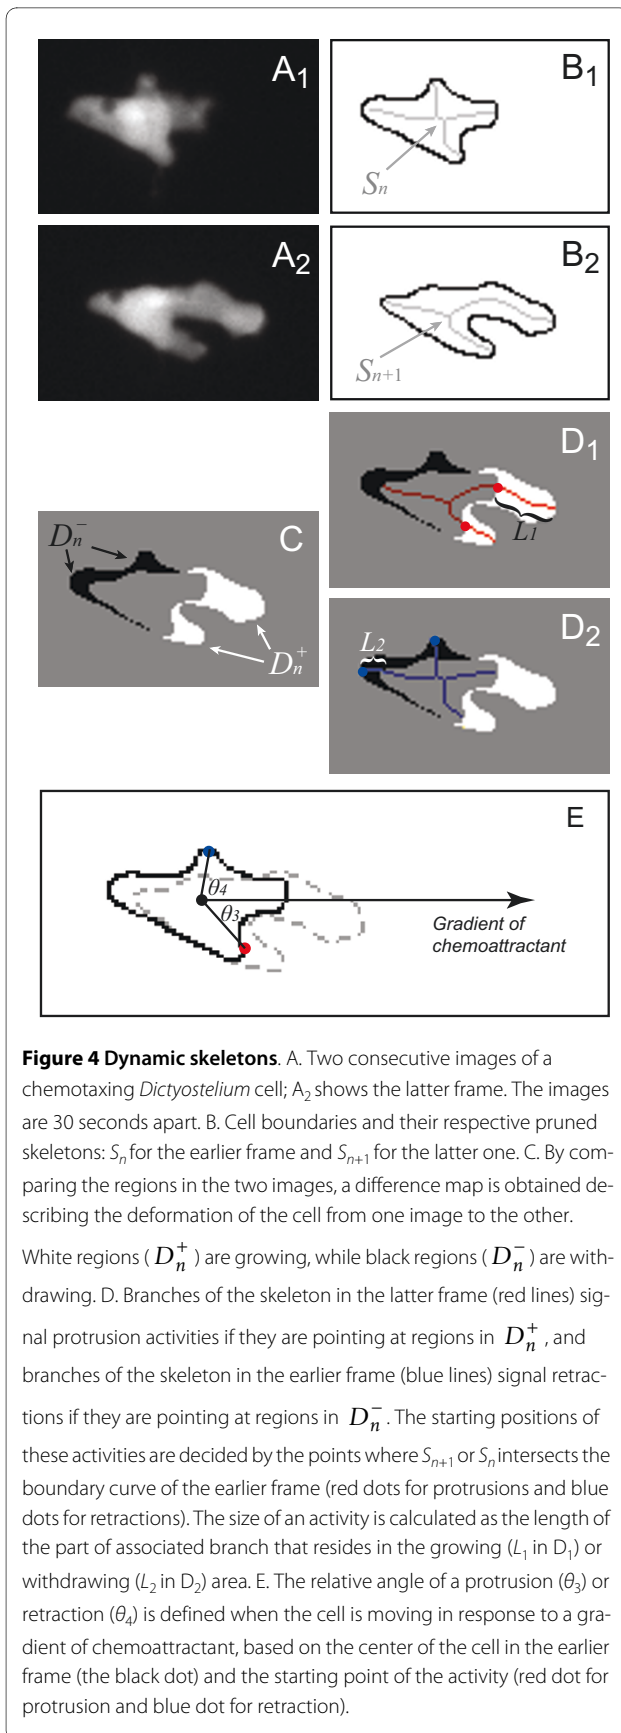 A1
B1
Sn
A2
B2
Sn+1
D1
L1
C
Dn−
Dn+
D2
L2
E
θ4
θ3
Gradient of
chemoattractant
Figure 4 Dynamic skeletons. A. Two consecutive images of a
chemotaxing Dictyostelium cell; A2 shows the latter frame. The images
are 30 seconds apart. B. Cell boundaries and their respective pruned
skeletons: Sn for the earlier frame and Sn+1 for the latter one. C. By com-
paring the regions in the two images, a difference map is obtained de-
scribing the deformation of the cell from one image to the other.
White regions ( Dn+ ) are growing, while black regions ( Dn− ) are with-
drawing. D. Branches of the skeleton in the latter frame (red lines) sig-
nal protrusion activities if they are pointing at regions in Dn+, and
branches of the skeleton in the earlier frame (blue lines) signal retrac-
tions if they are pointing at regions in Dn−. The starting positions of
these activities are decided by the points where Sn+1 or Sn intersects the
boundary curve of the earlier frame (red dots for protrusions and blue
dots for retractions). The size of an activity is calculated as the length of
the part of associated branch that resides in the growing (L1 in D1) or
withdrawing (L2 in D2) area. E. The relative angle of a protrusion (θ3) or
retraction (θ4) is defined when the cell is moving in response to a gra-
dient of chemoattractant, based on the center of the cell in the earlier
frame (the black dot) and the starting point of the activity (red dot for
protrusion and blue dot for retraction).